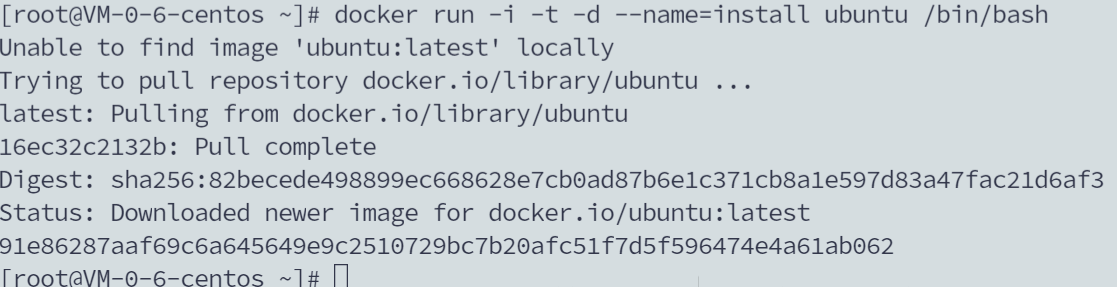 [root@VM-0-6-centos ~]# docker run -i -t -d --name=install ubuntu /bin/bash
Unable to find image 'ubuntu:latest' locally
Trying to pull repository docker.io/library/ubuntu ...
latest: Pulling from docker.io/library/ubuntu
16ec32c2132b: Pull complete
Digest: sha256:82becede498899ec668628e7cb0ad87b6e1c371cb8a1e597d83a47fac21d6af3
Status: Downloaded newer image for docker.io/ubuntu:latest
91e86287aaf69c6a645649e9c2510729bc7b20afc51f7d5f596474e4a61ab062
[root@VM-0-6-centos ~]#